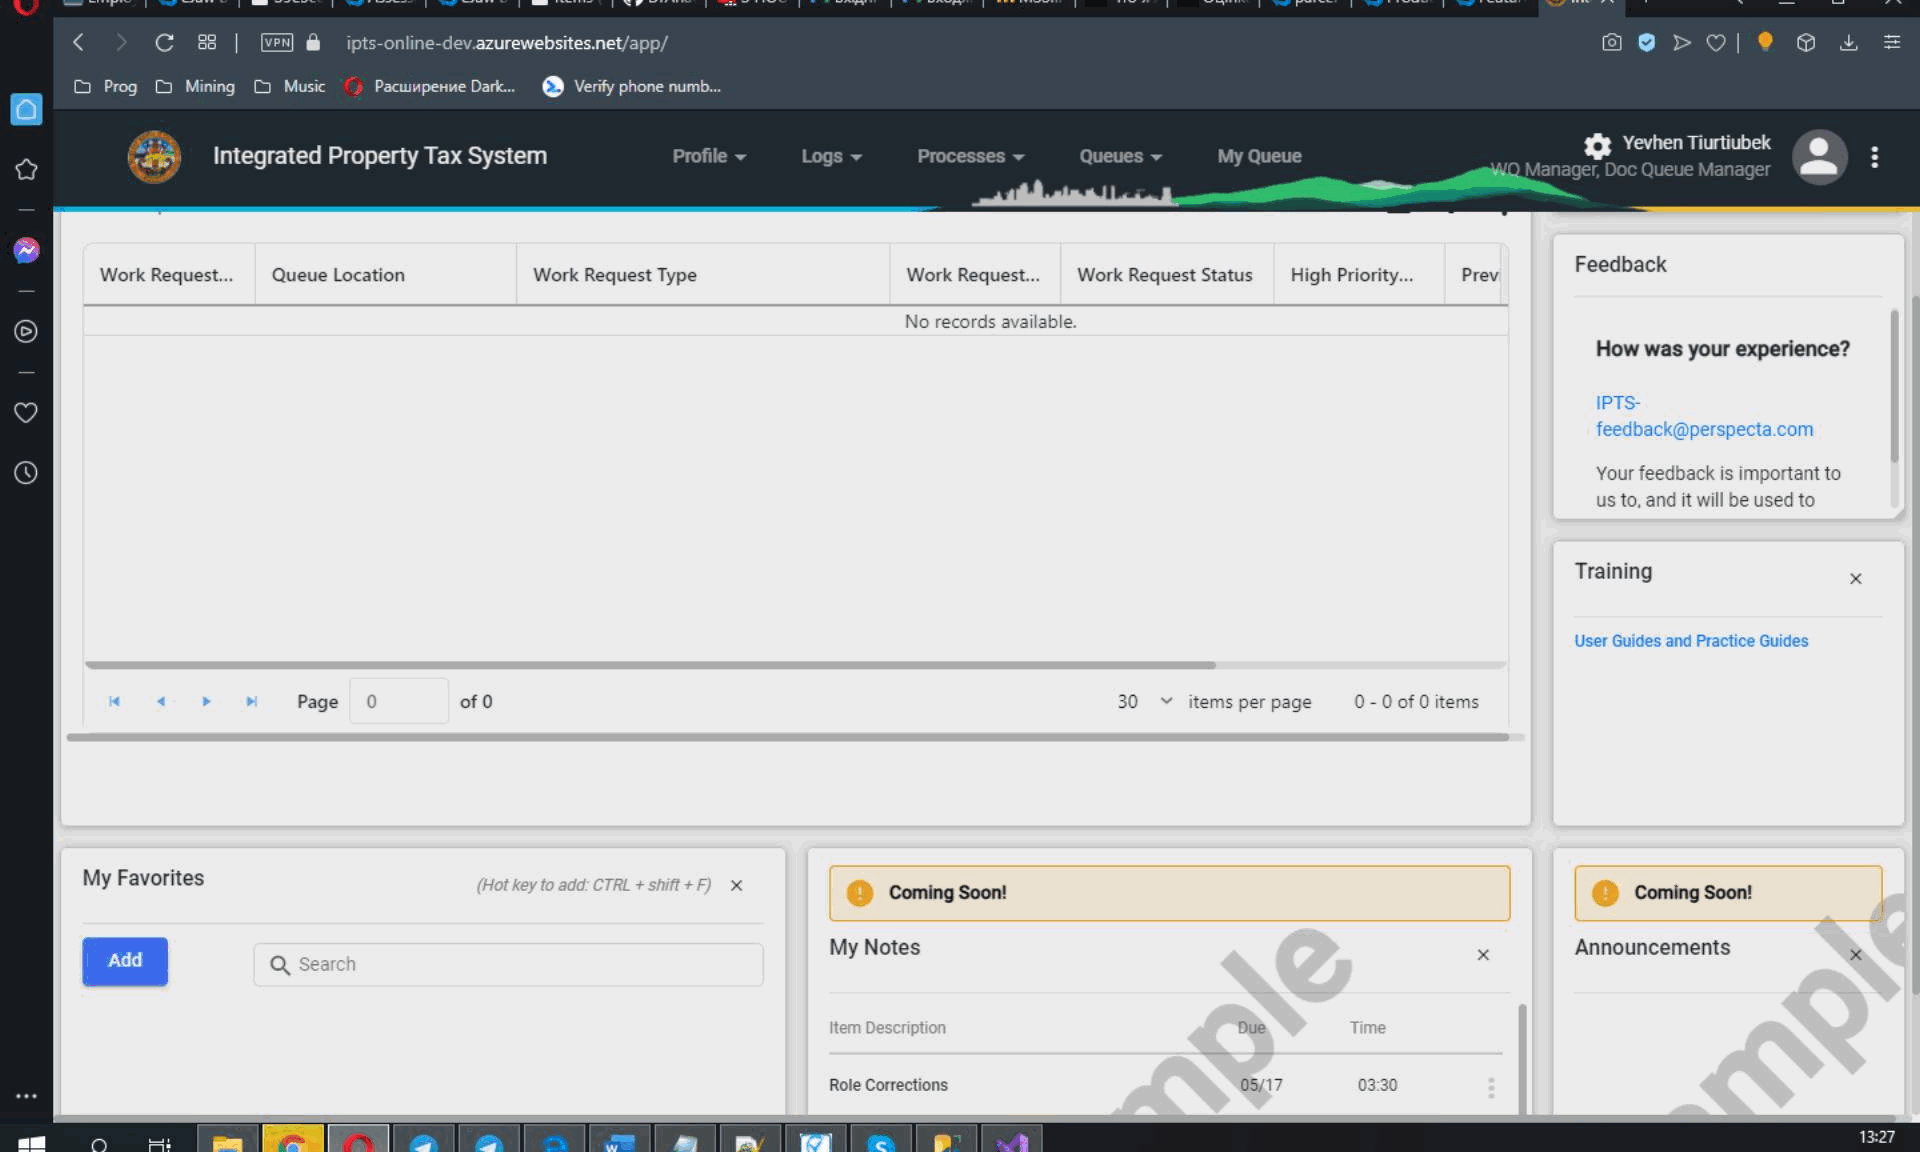 VPN
ipts-online-dev.azurewebsites.net/app/
Prog
Mining
Music
Расширение Dark...
Verify phone numb...
Integrated Property Tax System
Profile
Logs
Processes
Queues
My Queue
Yevhen Tiurtiubek
WQ Manager, Doc Queue Manager
Work Request...
Queue Location
Work Request Type
Work Request...
Work Request Status
High Priority...
Previ
No records available.
Page 0 of 0
30 items per page
0 - 0 of 0 items
Feedback
How was your experience?
IPTS-
feedback@perspecta.com
Your feedback is important to
us to, and it will be used to
Training
User Guides and Practice Guides
My Favorites
(Hot key to add: CTRL + shift + F)
Add
Search
Coming Soon!
My Notes
Item Description
Due
Time
Role Corrections
05/17
03:30
mple
Coming Soon!
Announcements
mple
13:27